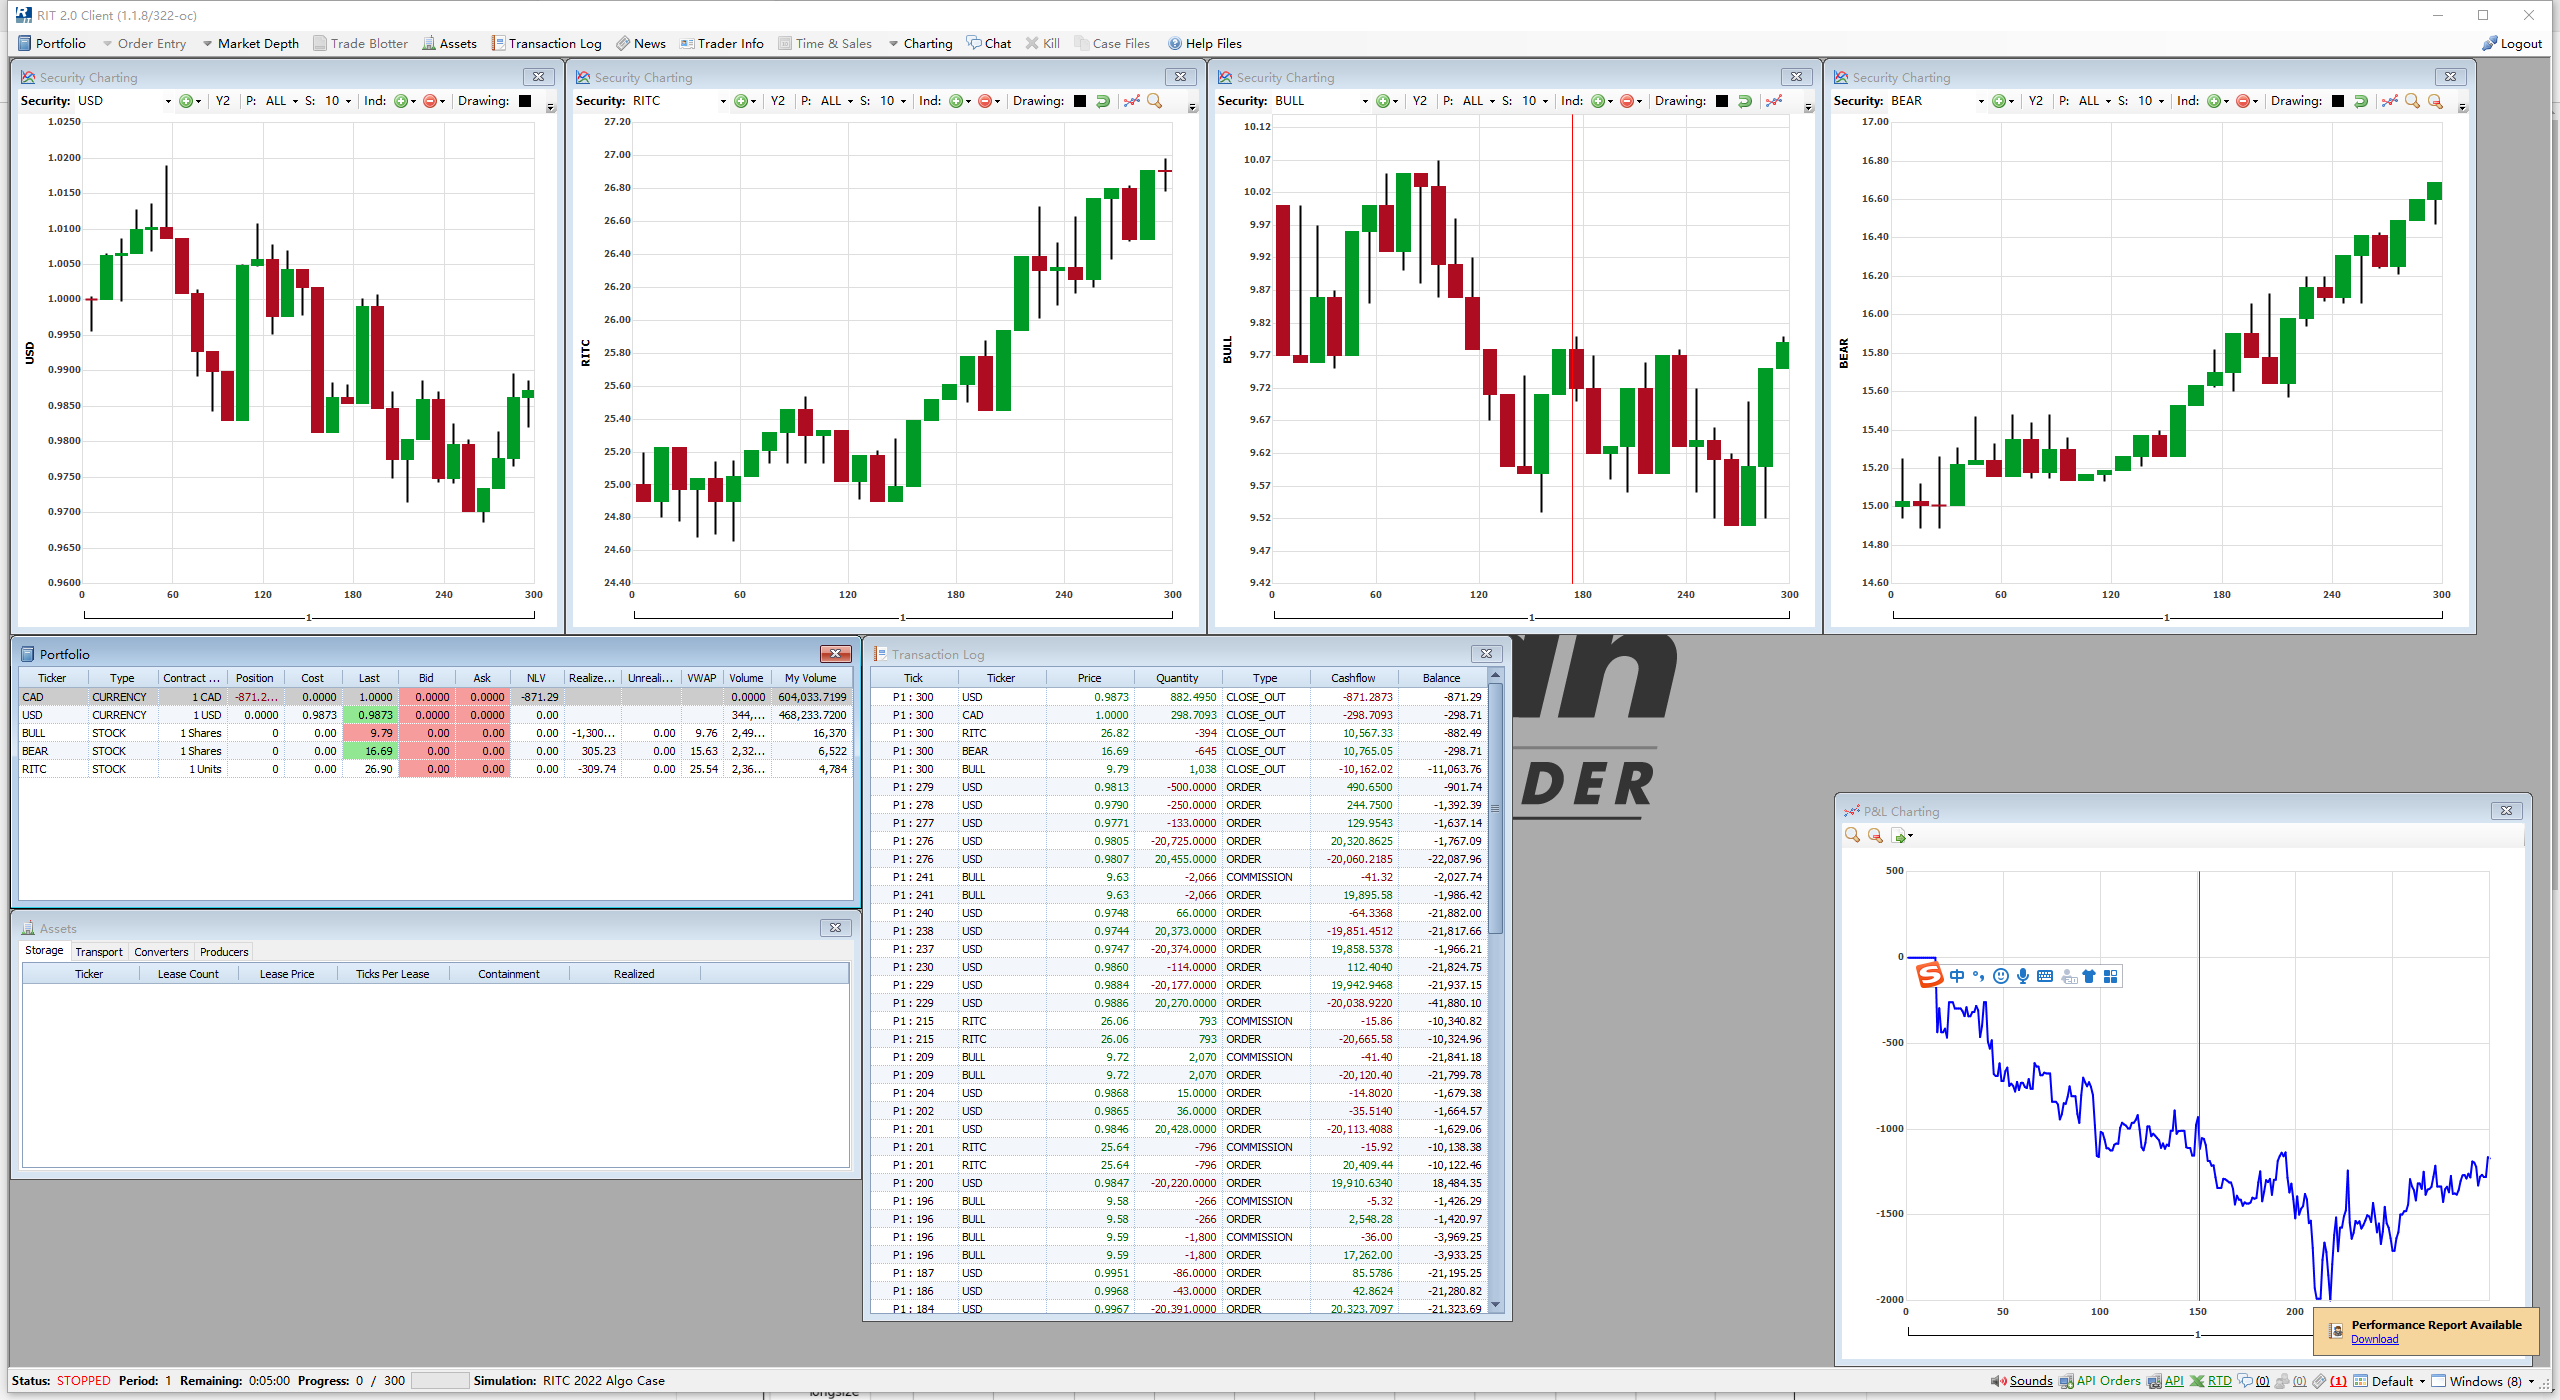 RIT 2.0 Client (1.1.8/322-oc)
Portfolio Order Entry Market Depth Trade Blotter Assets Transaction Log News Trader Info Time & Sales Charting Chat Kill Case Files Help Files Logout
Security Charting
Security: USD Y2 P: ALL S: 10 Ind: Drawing:
1.0250
1.0200
1.0150
1.0100
1.0050
1.0000
0.9950
0.9900
0.9850
0.9800
0.9750
0.9700
0.9650
0.9600
USD
0 60 120 180 240 300
1
Security Charting
Security: RITC Y2 P: ALL S: 10 Ind: Drawing:
27.20
27.00
26.80
26.60
26.40
26.20
26.00
25.80
25.60
25.40
25.20
25.00
24.80
24.60
24.40
RITC
0 60 120 180 240 300
1
Security Charting
Security: BULL Y2 P: ALL S: 10 Ind: Drawing:
10.12
10.07
10.02
9.97
9.92
9.87
9.82
9.77
9.72
9.67
9.62
9.57
9.52
9.47
9.42
BULL
0 60 120 180 240 300
1
Security Charting
Security: BEAR Y2 P: ALL S: 10 Ind: Drawing:
17.00
16.80
16.60
16.40
16.20
16.00
15.80
15.60
15.40
15.20
15.00
14.80
14.60
BEAR
0 60 120 180 240 300
1
Portfolio
Ticker Type Contract ... Position Cost Last Bid Ask NLV Realize... Unreali... VWAP Volume My Volume
CAD CURRENCY 1 CAD -871.2... 0.0000 1.0000 0.0000 0.0000 -871.29 0.0000 604,033.7199
USD CURRENCY 1 USD 0.0000 0.9873 0.9873 0.0000 0.0000 0.00 344,... 468,233.7200
BULL STOCK 1 Shares 0 0.00 9.79 0.00 0.00 0.00 -1,300... 0.00 9.76 2,49... 16,370
BEAR STOCK 1 Shares 0 0.00 16.69 0.00 0.00 0.00 305.23 0.00 15.63 2,32... 6,522
RITC STOCK 1 Units 0 0.00 26.90 0.00 0.00 0.00 -309.74 0.00 25.54 2,36... 4,784
Assets
Storage Transport Converters Producers
Ticker Lease Count Lease Price Ticks Per Lease Containment Realized
Transaction Log
Tick Ticker Price Quantity Type Cashflow Balance
P1 : 300 USD 0.9873 882.4950 CLOSE_OUT -871.2873 -871.29
P1 : 300 CAD 1.0000 298.7093 CLOSE_OUT -298.7093 -298.71
P1 : 300 RITC 26.82 -394 CLOSE_OUT 10,567.33 -882.49
P1 : 300 BEAR 16.69 -645 CLOSE_OUT 10,765.05 -298.71
P1 : 300 BULL 9.79 1,038 CLOSE_OUT -10,162.02 -11,063.76
P1 : 279 USD 0.9813 -500.0000 ORDER 490.6500 -901.74
P1 : 278 USD 0.9790 -250.0000 ORDER 244.7500 -1,392.39
P1 : 277 USD 0.9771 -133.0000 ORDER 129.9543 -1,637.14
P1 : 276 USD 0.9805 -20,725.0000 ORDER 20,320.8625 -1,767.09
P1 : 276 USD 0.9807 20,455.0000 ORDER -20,060.2185 -22,087.96
P1 : 241 BULL 9.63 -2,066 COMMISSION -41.32 -2,027.74
P1 : 241 BULL 9.63 -2,066 ORDER 19,895.58 -1,986.42
P1 : 240 USD 0.9748 66.0000 ORDER -64.3368 -21,882.00
P1 : 238 USD 0.9744 20,373.0000 ORDER -19,851.4512 -21,817.66
P1 : 237 USD 0.9747 -20,374.0000 ORDER 19,858.5378 -1,966.21
P1 : 230 USD 0.9860 -114.0000 ORDER 112.4040 -21,824.75
P1 : 229 USD 0.9884 -20,177.0000 ORDER 19,942.9468 -21,937.15
P1 : 229 USD 0.9886 20,270.0000 ORDER -20,038.9220 -41,880.10
P1 : 215 RITC 26.06 793 COMMISSION -15.86 -10,340.82
P1 : 215 RITC 26.06 793 ORDER -20,665.58 -10,324.96
P1 : 209 BULL 9.72 2,070 COMMISSION -41.40 -21,841.18
P1 : 209 BULL 9.72 2,070 ORDER -20,120.40 -21,799.78
P1 : 204 USD 0.9868 15.0000 ORDER -14.8020 -1,679.38
P1 : 202 USD 0.9865 36.0000 ORDER -35.5140 -1,664.57
P1 : 201 USD 0.9846 20,428.0000 ORDER -20,113.4088 -1,629.06
P1 : 201 RITC 25.64 -796 COMMISSION -15.92 -10,138.38
P1 : 201 RITC 25.64 -796 ORDER 20,409.44 -10,122.46
P1 : 200 USD 0.9847 -20,220.0000 ORDER 19,910.6340 18,484.35
P1 : 196 BULL 9.58 -266 COMMISSION -5.32 -1,426.29
P1 : 196 BULL 9.58 -266 ORDER 2,548.28 -1,420.97
P1 : 196 BULL 9.59 -1,800 COMMISSION -36.00 -3,969.25
P1 : 196 BULL 9.59 -1,800 ORDER 17,262.00 -3,933.25
P1 : 187 USD 0.9951 -86.0000 ORDER 85.5786 -21,195.25
P1 : 186 USD 0.9968 -43.0000 ORDER 42.8624 -21,280.82
P1 : 184 USD 0.9967 -20,391.0000 ORDER 20,323.7097 -21,323.69
DER
P&L Charting
500
0
-500
-1000
-1500
-2000
0 50 100 150 200
1
中
Performance Report Available
Download
Status: STOPPED Period: 1 Remaining: 0:05:00 Progress: 0 / 300 Simulation: RITC 2022 Algo Case
Sounds API Orders API RTD (0) (0) (1) Default Windows (8)